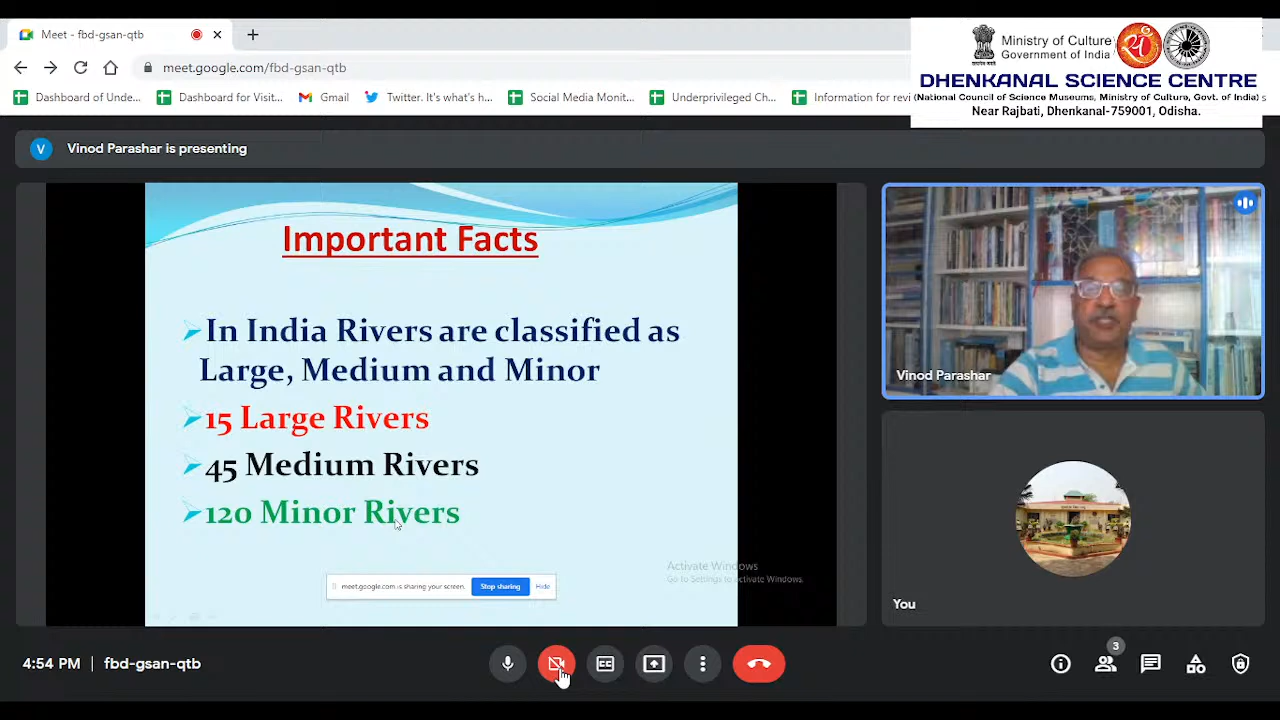 Meet - fbd-gsan-qtb
meet.google.com/fbd-gsan-qtb
Dashboard of Unde...
Dashboard for Visit...
Gmail
Twitter. It's what's h...
Social Media Monit...
Underprivileged Ch...
Information for revi
Ministry of Culture
Government of India
DHENKANAL SCIENCE CENTRE
(National Council of Science Museums, Ministry of Culture, Govt. of India)
Near Rajbati, Dhenkanal-759001, Odisha.
V
Vinod Parashar is presenting
Important Facts
In India Rivers are classified as
Large, Medium and Minor
15 Large Rivers
45 Medium Rivers
120 Minor Rivers
meet.google.com is sharing your screen.
Stop sharing
Hide
Activate Windows
Go to Settings to activate Windows.
Vinod Parashar
You
4:54 PM
fbd-gsan-qtb
CC
3